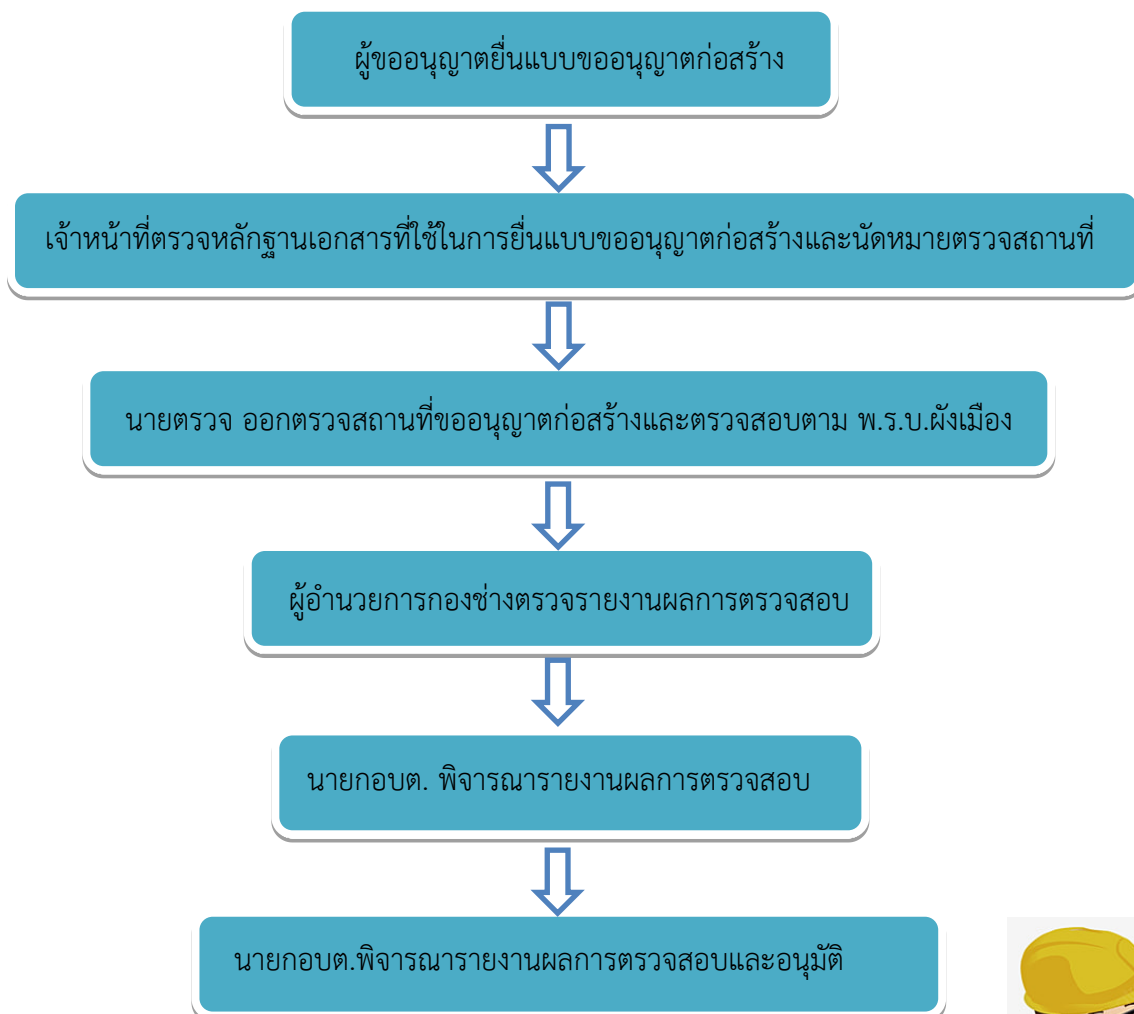 ผู้ขออนุญาตยื่นแบบขออนุญาตก่อสร้าง
เจ้าหน้าที่ตรวจหลักฐานเอกสารที่ใช้ในการยื่นแบบขออนุญาตก่อสร้างและนัดหมายตรวจสถานที่
นายตรวจ ออกตรวจสถานที่ขออนุญาตก่อสร้างและตรวจสอบตาม พ.ร.บ.ผังเมือง
ผู้อำนวยการกองช่างตรวจรายงานผลการตรวจสอบ
นายกอบต. พิจารณารายงานผลการตรวจสอบ
นายกอบต.พิจารณารายงานผลการตรวจสอบและอนุมัติ